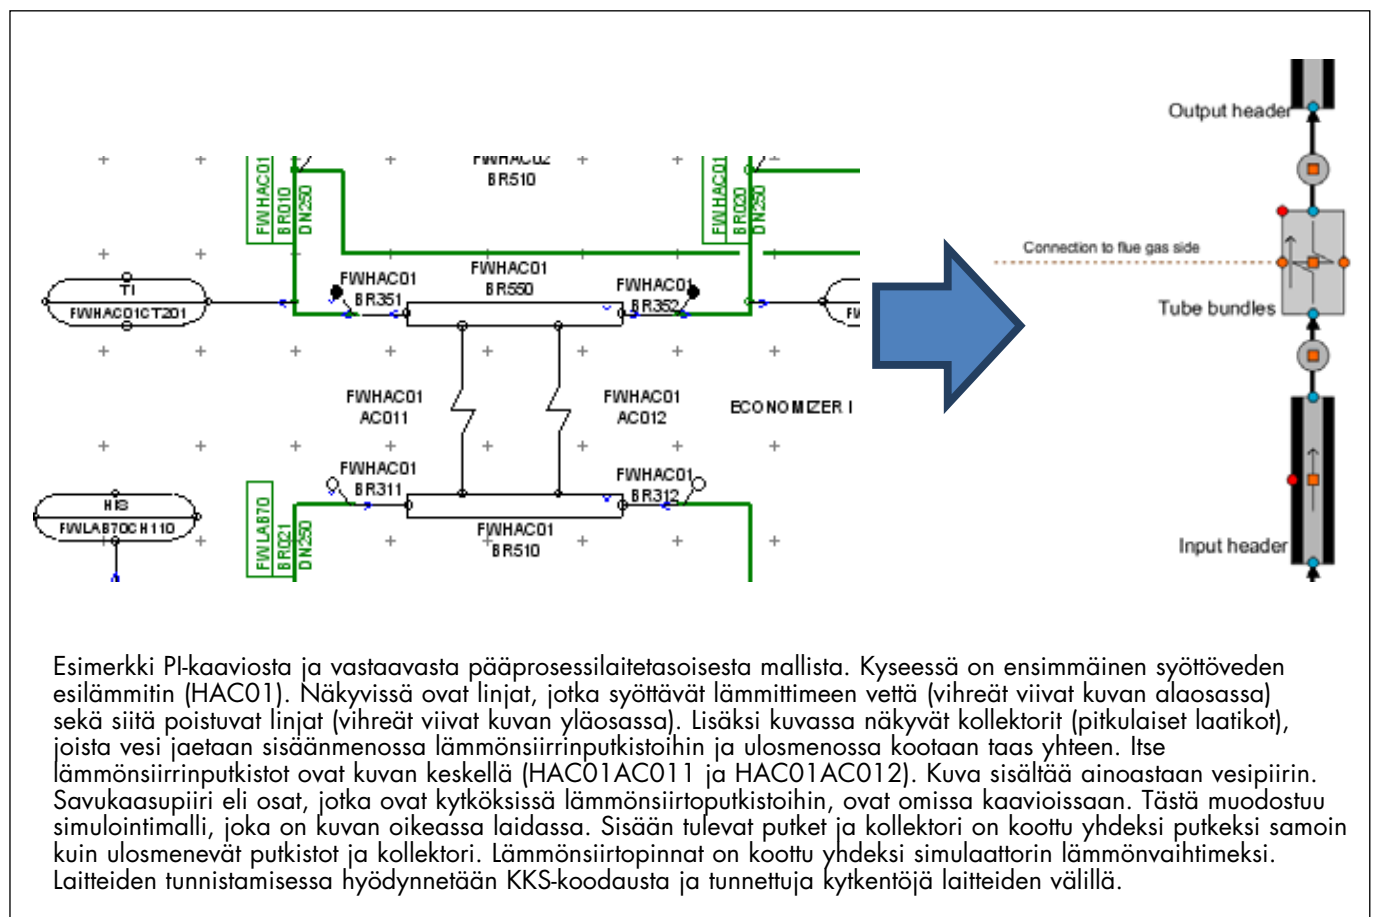 Output header
FWHAC01
BR010
DN250
FWHAC02
BR510
FWHAC01
BR020
DN250
Connection to flue gas side
TI
FWHAC01CT201
FWHAC01
BR351
FWHAC01
BR550
FWHAC01
BR352
Tube bundles
FWHAC01
AC011
FWHAC01
AC012
ECONOMIZER I
HIS
FWLAB70CH110
FWLAB70
BR021
DN250
FWHAC01
BR311
FWHAC01
BR312
FWHAC01
BR510
Input header
Esimerkki PI-kaaviosta ja vastaavasta pääprosessilaitetasoisesta mallista. Kyseessä on ensimmäinen syöttöveden
esilämmitin (HAC01). Näkyvissä ovat linjat, jotka syöttävät lämmittimeen vettä (vihreät viivat kuvan alaosassa)
sekä siitä poistuvat linjat (vihreät viivat kuvan yläosassa). Lisäksi kuvassa näkyvät kollektorit (pitkulaiset laatikot),
joista vesi jaetaan sisäänmenossa lämmönsiirrinputkistoihin ja ulosmenossa kootaan taas yhteen. Itse
lämmönsiirrinputkistot ovat kuvan keskellä (HAC01AC011 ja HAC01AC012). Kuva sisältää ainoastaan vesipiirin.
Savukaasupiiri eli osat, jotka ovat kytköksissä lämmönsiirtoputkistoihin, ovat omissa kaavioissaan. Tästä muodostuu
simulointimalli, joka on kuvan oikeassa laidassa. Sisään tulevat putket ja kollektori on koottu yhdeksi putkeksi samoin
kuin ulosmenevät putkistot ja kollektori. Lämmönsiirtopinnat on koottu yhdeksi simulaattorin lämmönvaihtimeksi.
Laitteiden tunnistamisessa hyödynnetään KKS-koodausta ja tunnettuja kytkentöjä laitteiden välillä.